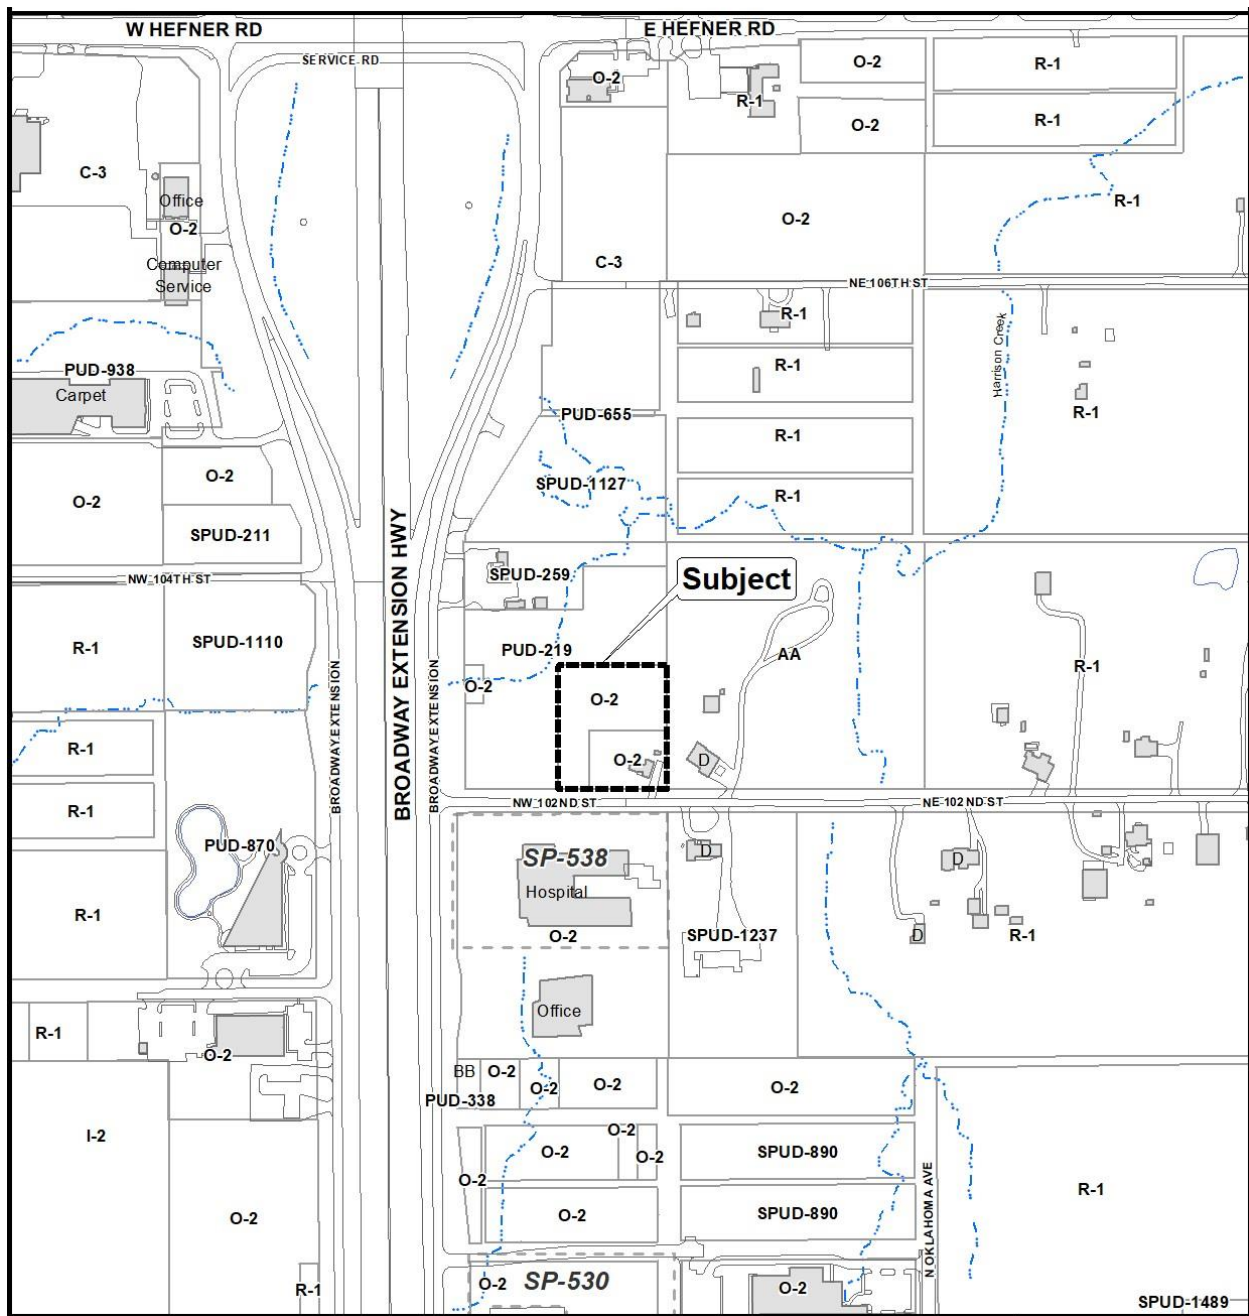 W HEFNER RD
E HEFNER RD
SERVICE RD
O-2
O-2
R-1
R-1
O-2
R-1
C-3
Office
O-2
R-1
O-2
C-3
Computer
Service
NE 106TH ST
R-1
Harrison Creek
PUD-938
Carpet
R-1
R-1
PUD-655
R-1
O-2
O-2
SPUD-1127
R-1
SPUD-211
BROADWAY EXTENSION HWY
NW 104TH ST
SPUD-259
Subject
R-1
SPUD-1110
PUD-219
AA
R-1
O-2
O-2
BROADWAY EXTENSION
BROADWAY EXTENSION
R-1
O-2
D
R-1
NW 102ND ST
NE 102ND ST
PUD-870
SP-538
Hospital
D
D
R-1
O-2
SPUD-1237
D
R-1
Office
R-1
O-2
BB
O-2
O-2
O-2
O-2
PUD-338
I-2
O-2
O-2
O-2
SPUD-890
O-2
R-1
O-2
O-2
SPUD-890
N OKLAHOMA AVE
R-1
O-2
SP-530
O-2
SPUD-1489